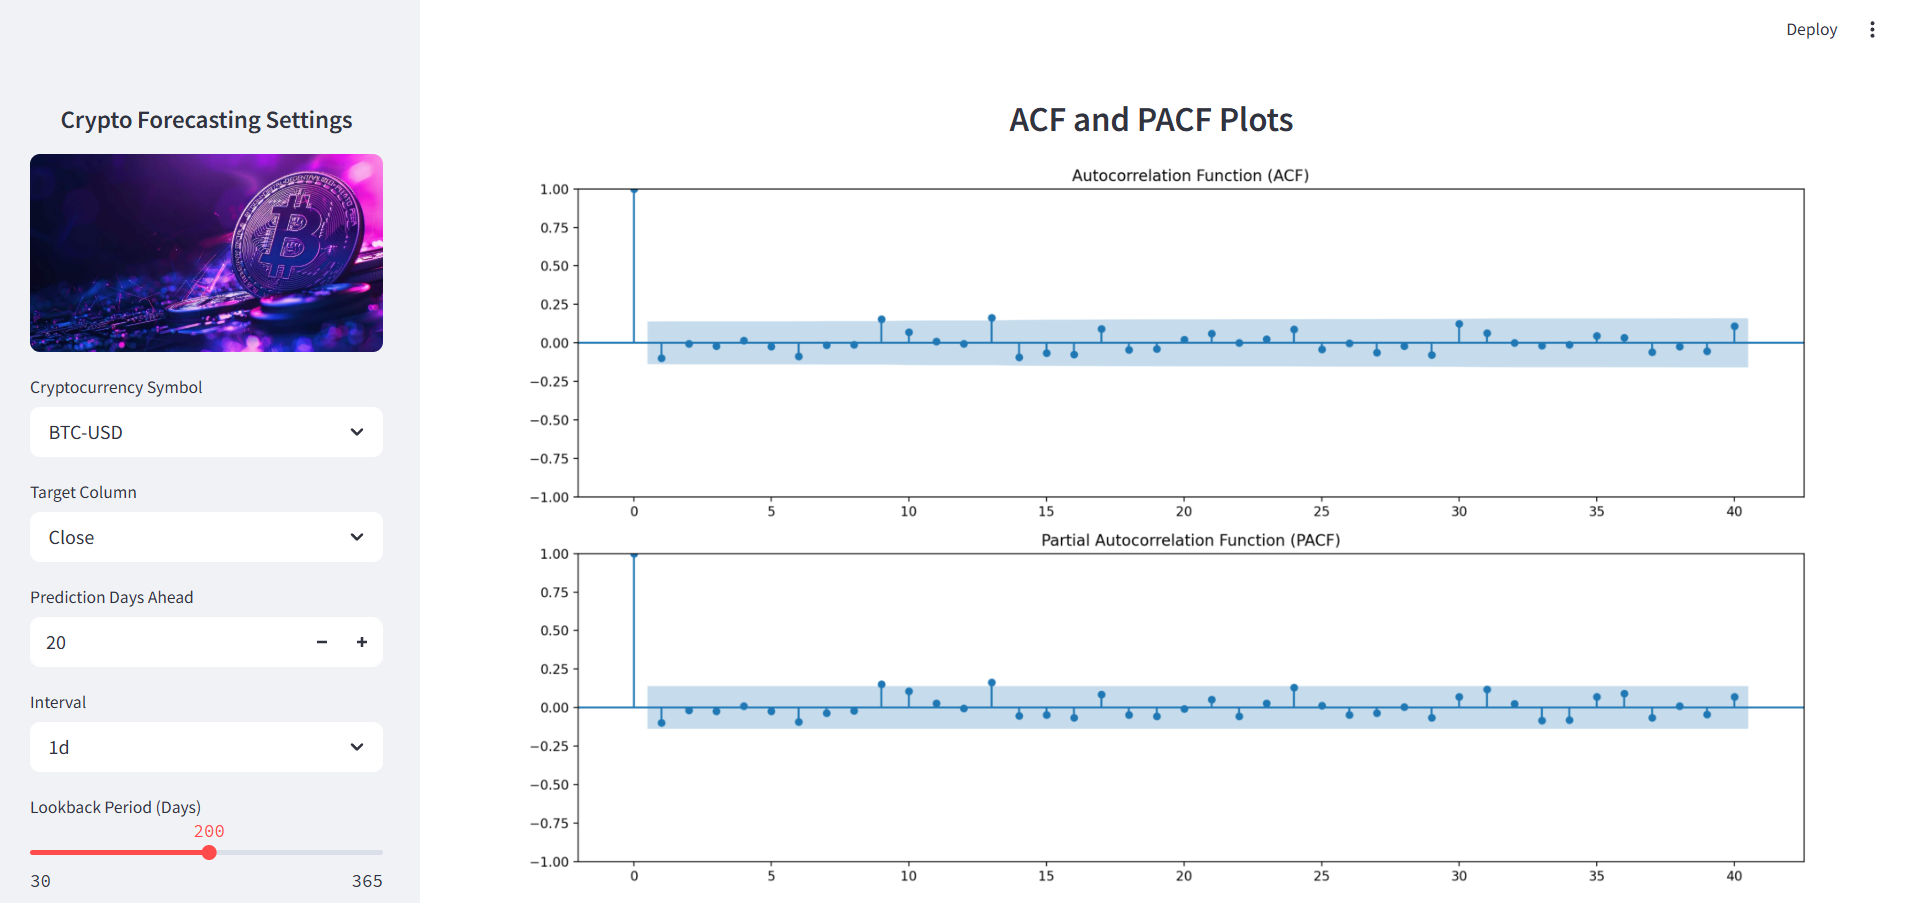 Deploy
Crypto Forecasting Settings
Cryptocurrency Symbol
BTC-USD
Target Column
Close
Prediction Days Ahead
20
Interval
1d
Lookback Period (Days)
200
30 365
ACF and PACF Plots
Autocorrelation Function (ACF)
1.00
0.75
0.50
0.25
0.00
−0.25
−0.50
−0.75
−1.00
0 5 10 15 20 25 30 35 40
Partial Autocorrelation Function (PACF)
1.00
0.75
0.50
0.25
0.00
−0.25
−0.50
−0.75
−1.00
0 5 10 15 20 25 30 35 40